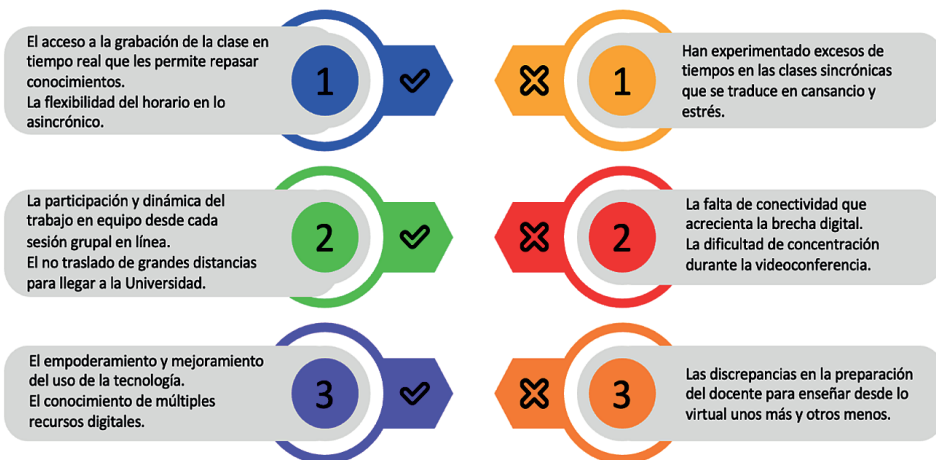 El acceso a la grabación de la clase en
tiempo real que les permite repasar
conocimientos.
La flexibilidad del horario en lo
asincrónico.
1
1
Han experimentado excesos de
tiempos en las clases sincrónicas
que se traduce en cansancio y
estrés.
La participación y dinámica del
trabajo en equipo desde cada
sesión grupal en línea.
El no traslado de grandes distancias
para llegar a la Universidad.
2
2
La falta de conectividad que
acrecienta la brecha digital.
La dificultad de concentración
durante la videoconferencia.
El empoderamiento y mejoramiento
del uso de la tecnología.
El conocimiento de múltiples
recursos digitales.
3
3
Las discrepancias en la preparación
del docente para enseñar desde lo
virtual unos más y otros menos.